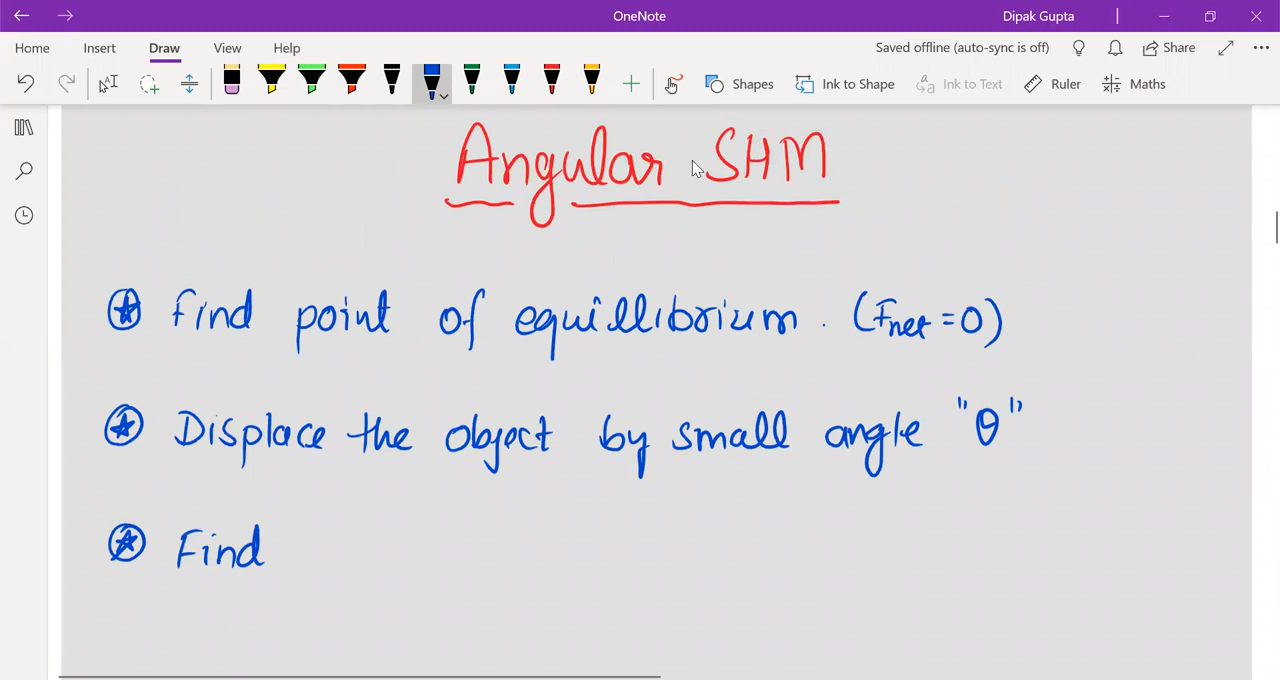 OneNote
Dipak Gupta
Home Insert Draw View Help
Saved offline (auto-sync is off) Share
Shapes Ink to Shape Ink to Text Ruler Maths
Angular SHM
Find point of equillibrium. (Fnet = 0)
Displace the object by small angle "θ"
Find